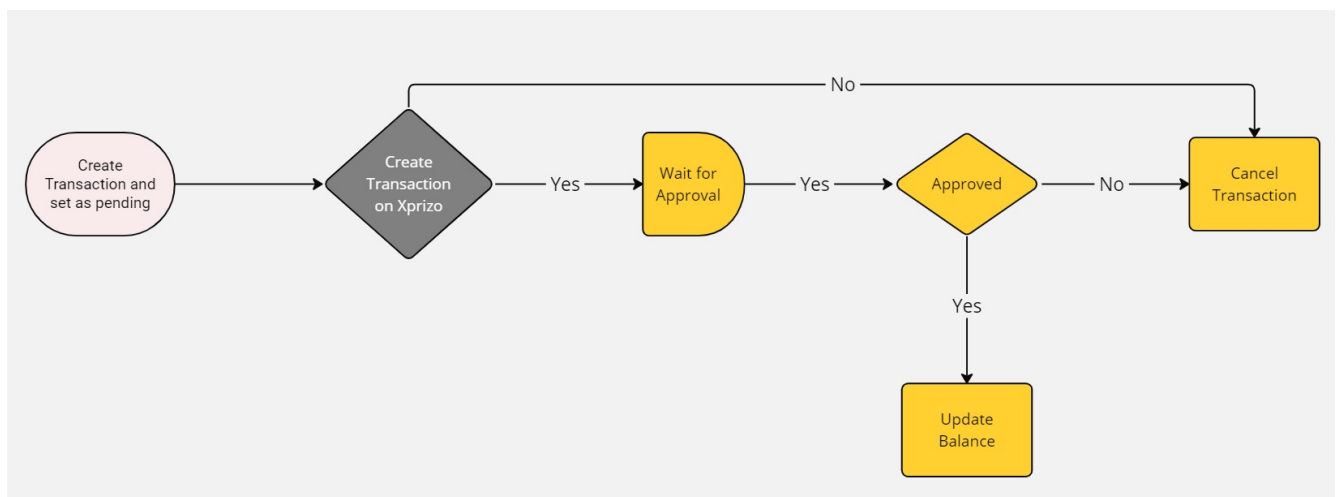 No
Create
Transaction and
set as pending
Create
Transaction
on Xprizo
Yes
Wait for
Approval
Yes
Approved
No
Cancel
Transaction
Yes
Update
Balance